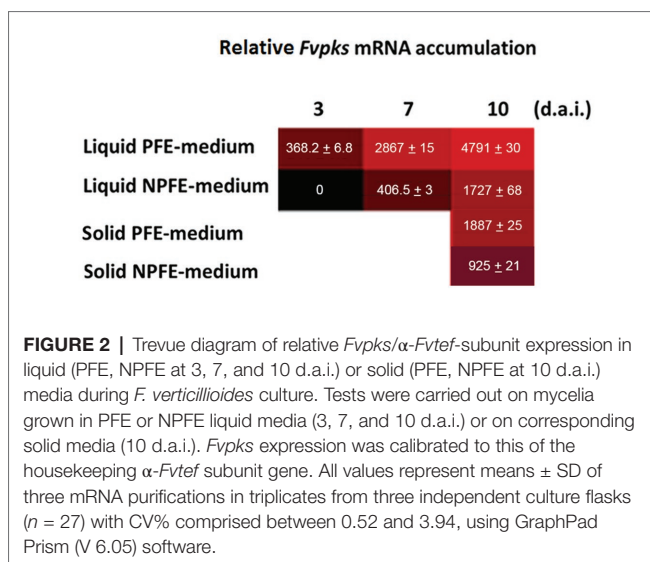 Relative Fvpks mRNA accumulation
3 7 10 (d.a.i.)
Liquid PFE-medium 368.2 ± 6.8 2867 ± 15 4791 ± 30
Liquid NPFE-medium 0 406.5 ± 3 1727 ± 68
Solid PFE-medium 1887 ± 25
Solid NPFE-medium 925 ± 21
FIGURE 2 | Trevue diagram of relative Fvpks/α-Fvtef-subunit expression in
liquid (PFE, NPFE at 3, 7, and 10 d.a.i.) or solid (PFE, NPFE at 10 d.a.i.)
media during F. verticillioides culture. Tests were carried out on mycelia
grown in PFE or NPFE liquid media (3, 7, and 10 d.a.i.) or on corresponding
solid media (10 d.a.i.). Fvpks expression was calibrated to this of the
housekeeping α-Fvtef subunit gene. All values represent means ± SD of
three mRNA purifications in triplicates from three independent culture flasks
(n = 27) with CV% comprised between 0.52 and 3.94, using GraphPad
Prism (V 6.05) software.